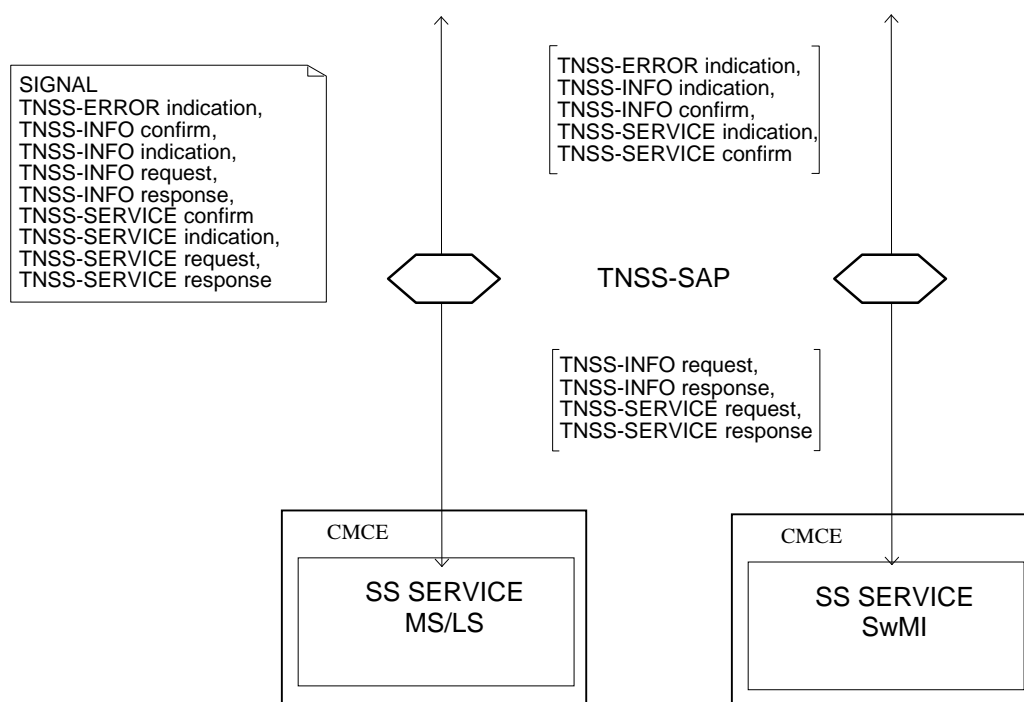 SIGNAL
TNSS-ERROR indication,
TNSS-INFO confirm,
TNSS-INFO indication,
TNSS-INFO request,
TNSS-INFO response,
TNSS-SERVICE confirm
TNSS-SERVICE indication,
TNSS-SERVICE request,
TNSS-SERVICE response
TNSS-ERROR indication,
TNSS-INFO indication,
TNSS-INFO confirm,
TNSS-SERVICE indication,
TNSS-SERVICE confirm
TNSS-SAP
TNSS-INFO request,
TNSS-INFO response,
TNSS-SERVICE request,
TNSS-SERVICE response
CMCE
SS SERVICE
MS/LS
CMCE
SS SERVICE
SwMI